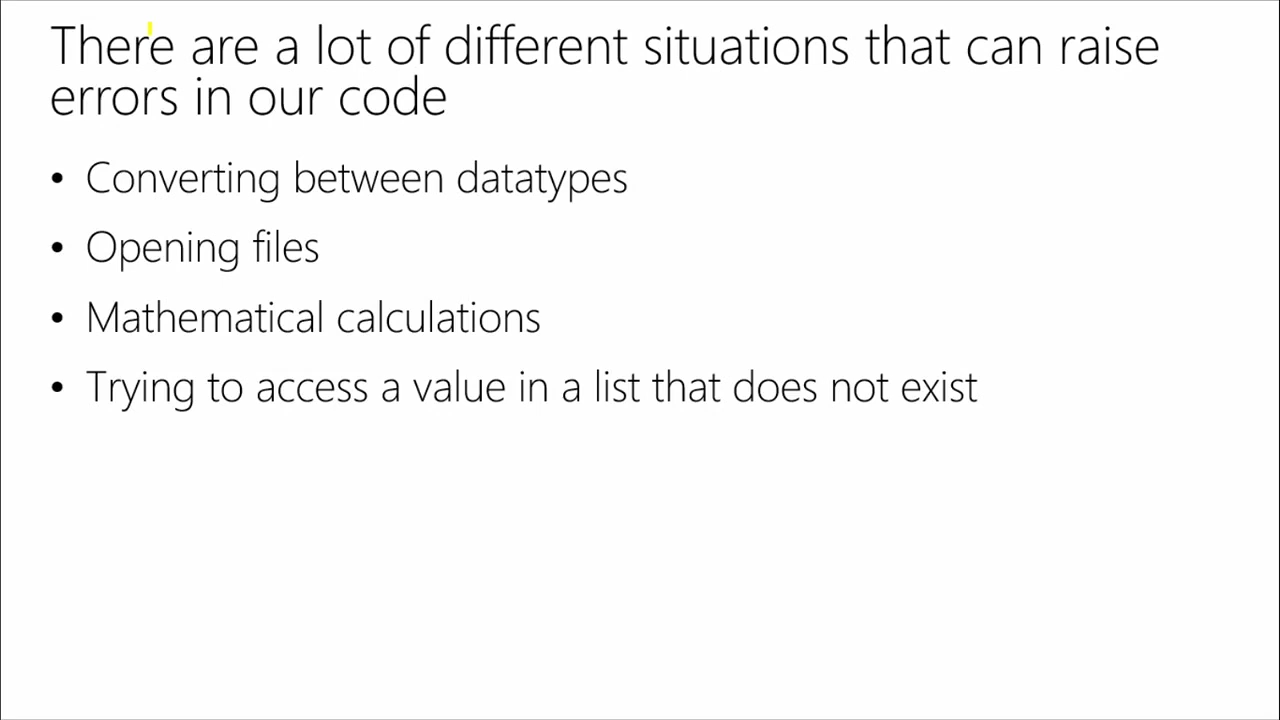 There are a lot of different situations that can raise
errors in our code
• Converting between datatypes
• Opening files
• Mathematical calculations
• Trying to access a value in a list that does not exist